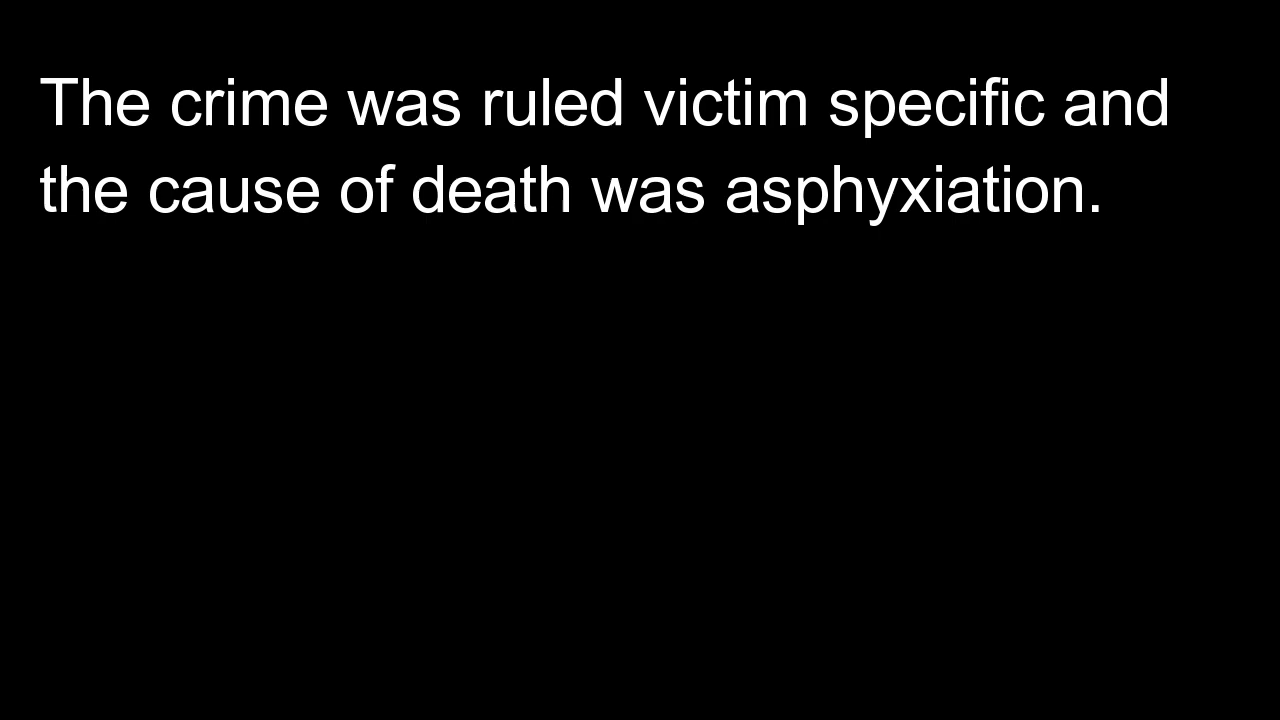 The crime was ruled victim specific and
the cause of death was asphyxiation.